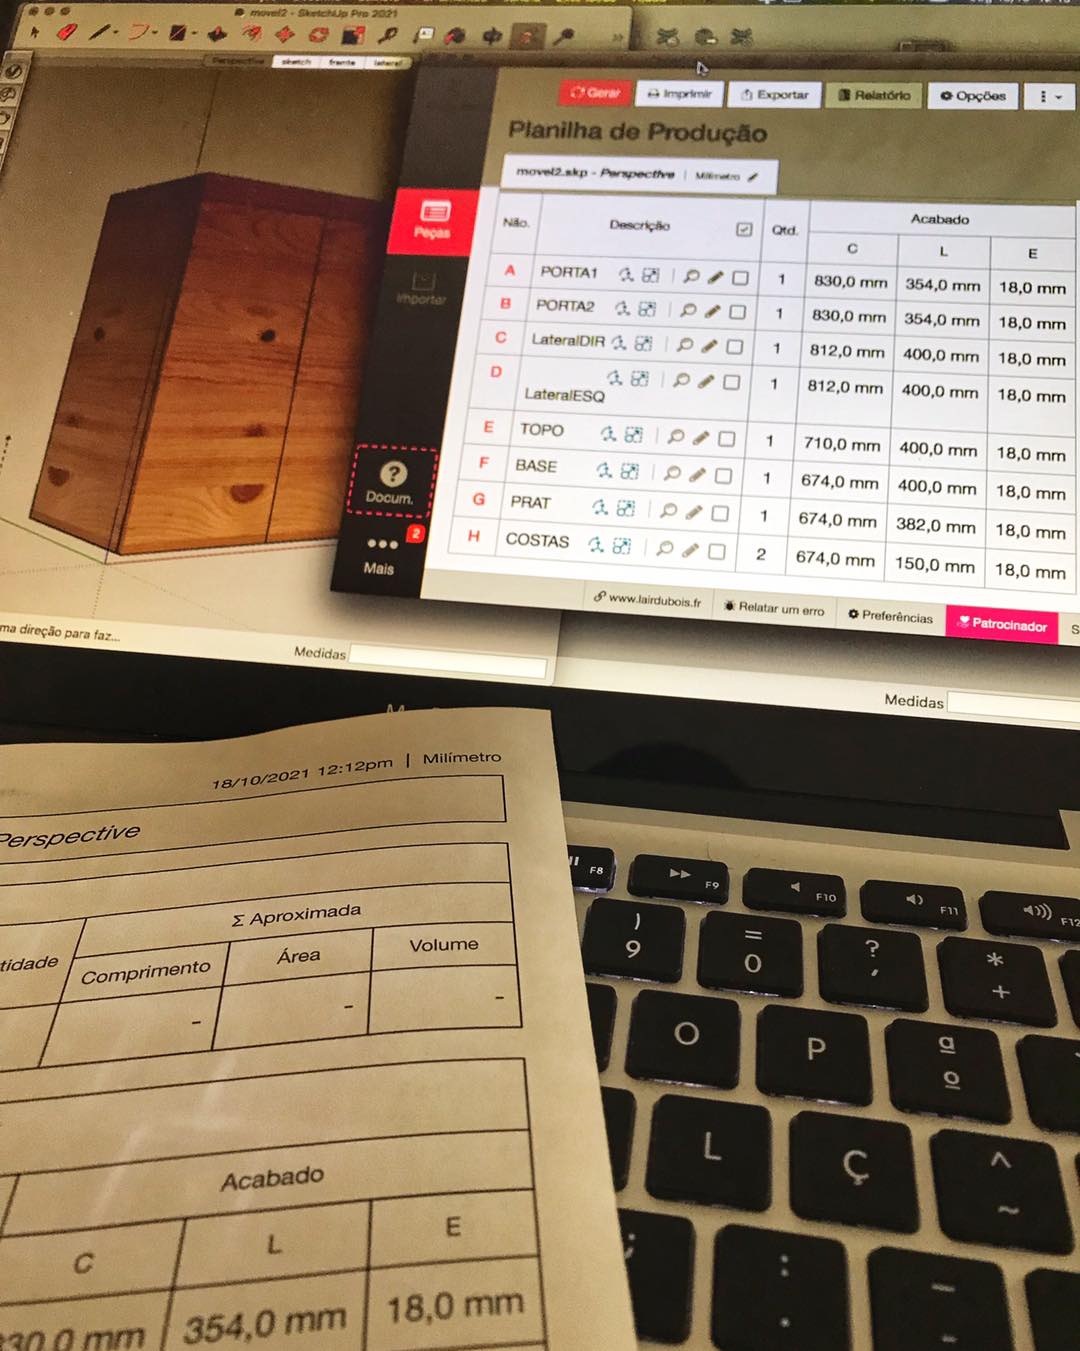 movel2 - SketchUp Pro 2021
Perspective sketch frente lateral
Gerar Imprimir Exportar Relatório Opções
Planilha de Produção
movel2.skp - Perspective | Milímetro
Peças
Importar
Docum.
2
Mais
Não. Descrição Qtd. Acabado
C L E
A PORTA1 1 830,0 mm 354,0 mm 18,0 mm
B PORTA2 1 830,0 mm 354,0 mm 18,0 mm
C LateralDIR 1 812,0 mm 400,0 mm 18,0 mm
D LateralESQ 1 812,0 mm 400,0 mm 18,0 mm
E TOPO 1 710,0 mm 400,0 mm 18,0 mm
F BASE 1 674,0 mm 400,0 mm 18,0 mm
G PRAT 1 674,0 mm 382,0 mm 18,0 mm
H COSTAS 2 674,0 mm 150,0 mm 18,0 mm
www.lairdubois.fr Relatar um erro Preferências Patrocinador S
ma direção para faz...
Medidas
Medidas
18/10/2021 12:12pm | Milímetro
Perspective
Σ Aproximada
tidade Comprimento Área Volume
- - -
Acabado
C L E
30,0 mm 354,0 mm 18,0 mm
F8 F9 F10 F11 F12
) 9 = 0 ? ' * +
O P ª º
L Ç ^ ~
; : . _ -